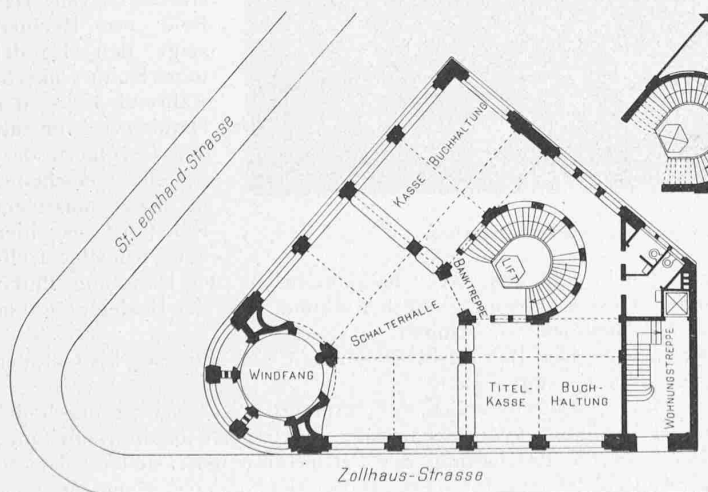 St. Leonhard-Strasse
KASSE BUCHHALTUNG
LIFT
BANKTREPPE
SCHALTERHALLE
WINDFANG
TITEL-
KASSE
BUCH-
HALTUNG
WOHNUNGSTREPPE
Zollhaus-Strasse